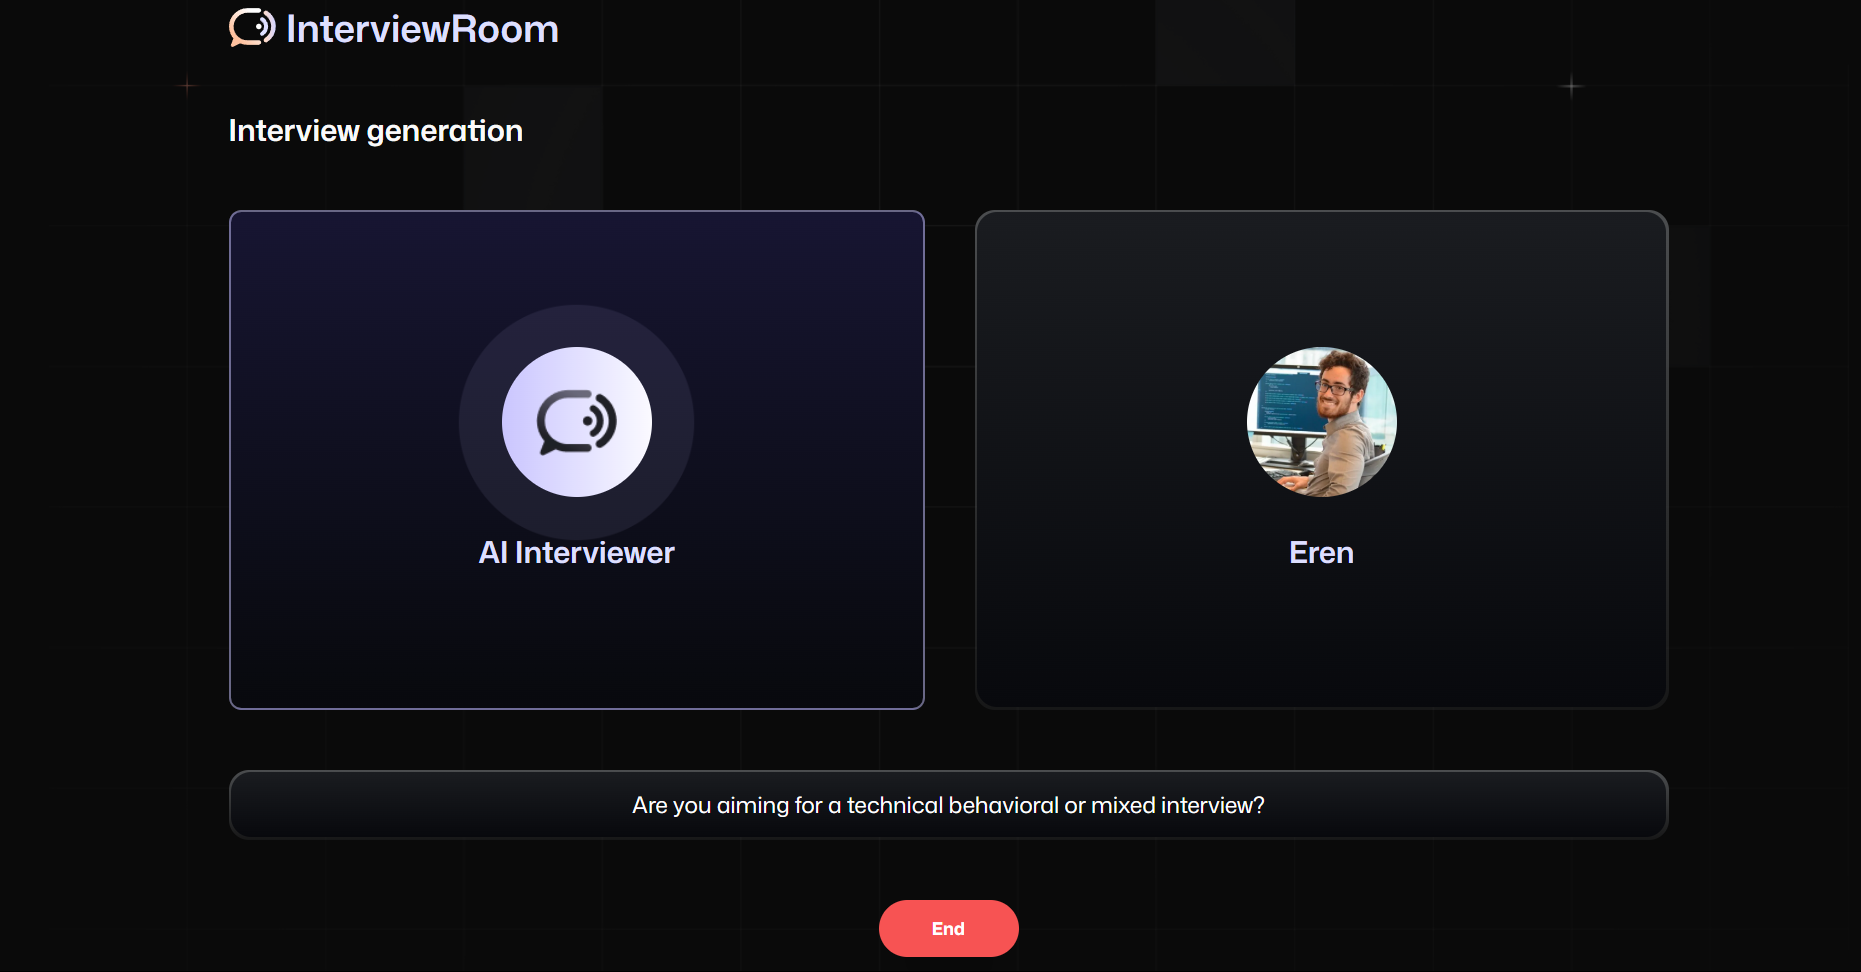 InterviewRoom
Interview generation
AI Interviewer
Eren
Are you aiming for a technical behavioral or mixed interview?
End